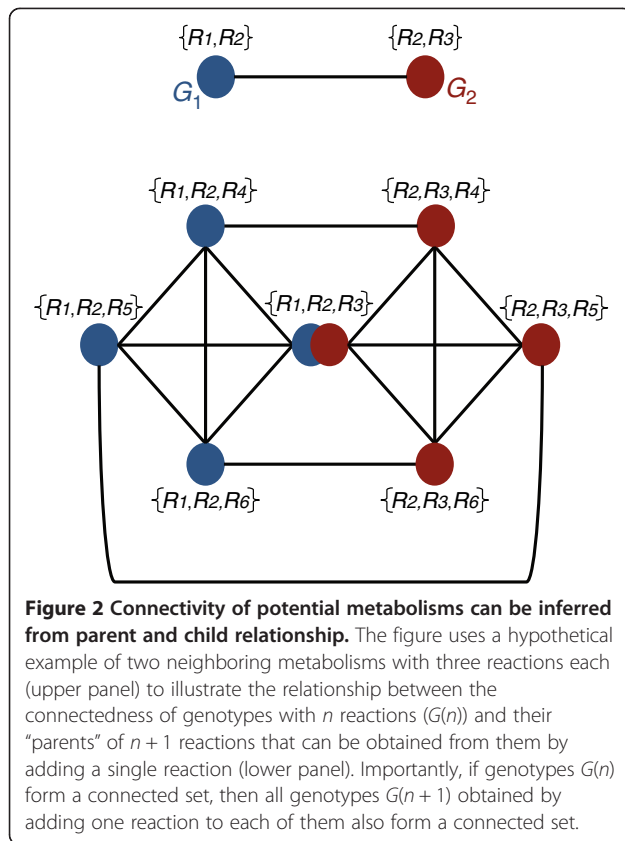 {R1,R2} {R2,R3}
G1 G2
{R1,R2,R4} {R2,R3,R4}
{R1,R2,R5} {R1,R2,R3} {R2,R3,R5}
{R1,R2,R6} {R2,R3,R6}
Figure 2 Connectivity of potential metabolisms can be inferred
from parent and child relationship. The figure uses a hypothetical
example of two neighboring metabolisms with three reactions each
(upper panel) to illustrate the relationship between the
connectedness of genotypes with n reactions (G(n)) and their
"parents" of n + 1 reactions that can be obtained from them by
adding a single reaction (lower panel). Importantly, if genotypes G(n)
form a connected set, then all genotypes G(n + 1) obtained by
adding one reaction to each of them also form a connected set.